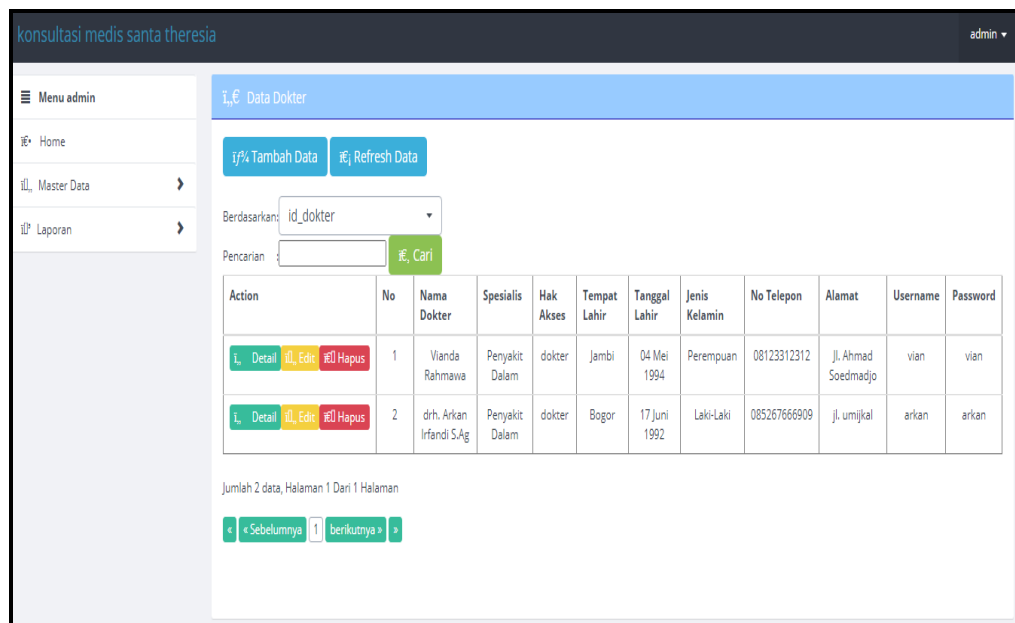 konsultasi medis santa theresia
admin
Menu admin
Home
Master Data
Laporan
Data Dokter
Tambah Data
Refresh Data
Berdasarkan:
id_dokter
Pencarian :
Cari
Action No Nama Dokter Spesialis Hak Akses Tempat Lahir Tanggal Lahir Jenis Kelamin No Telepon Alamat Username Password
Detail Edit Hapus 1 Vianda Rahmawa Penyakit Dalam dokter Jambi 04 Mei 1994 Perempuan 08123312312 Jl. Ahmad Soedmadjo vian vian
Detail Edit Hapus 2 drh. Arkan Irfandi S.Ag Penyakit Dalam dokter Bogor 17 Juni 1992 Laki-Laki 085267666909 jl. umijkal arkan arkan
Jumlah 2 data, Halaman 1 Dari 1 Halaman
« « Sebelumnya 1 berikutnya » »